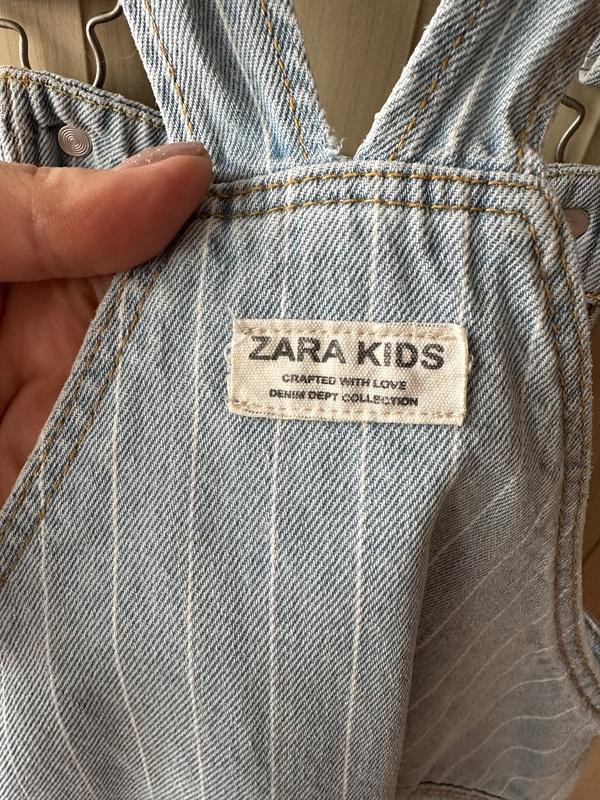 ZARA KIDS
CRAFTED WITH LOVE
DENIM DEPT COLLECTION